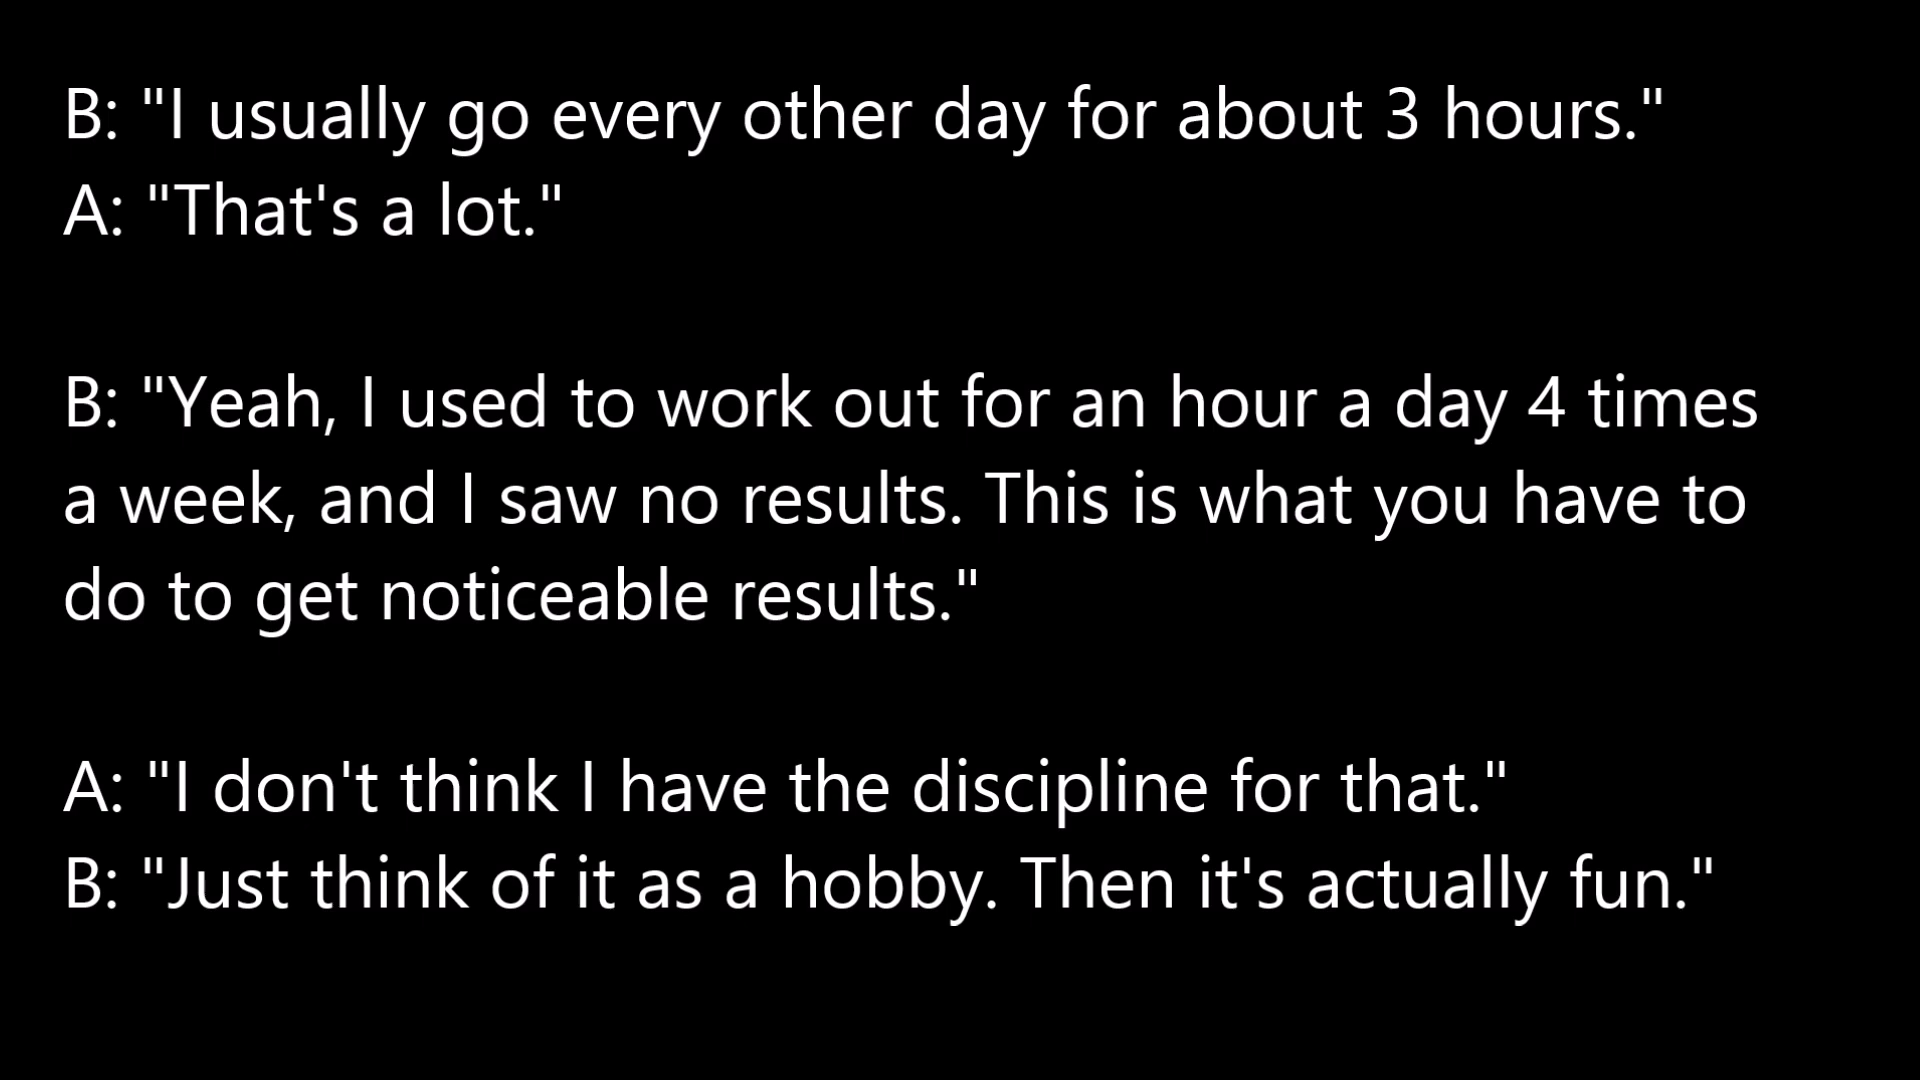 B: "I usually go every other day for about 3 hours."
A: "That's a lot."
B: "Yeah, I used to work out for an hour a day 4 times
a week, and I saw no results. This is what you have to
do to get noticeable results."
A: "I don't think I have the discipline for that."
B: "Just think of it as a hobby. Then it's actually fun."